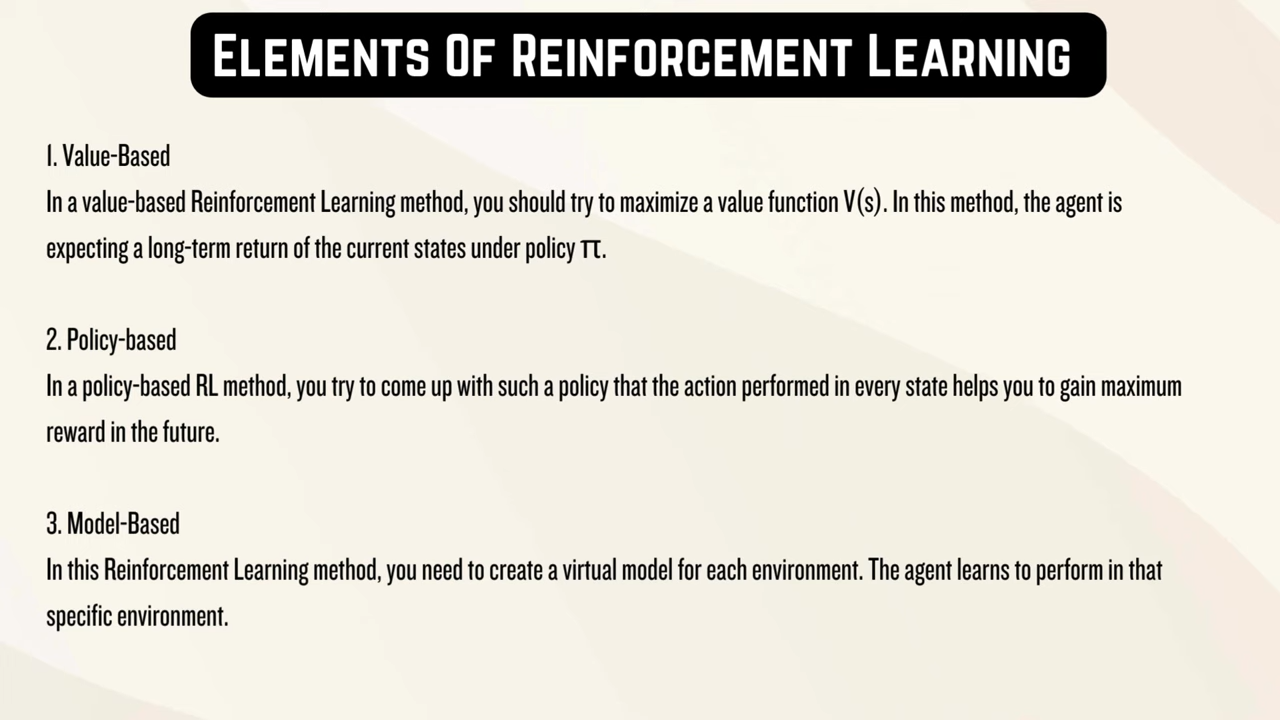 Elements Of Reinforcement Learning
1. Value-Based
In a value-based Reinforcement Learning method, you should try to maximize a value function V(s). In this method, the agent is
expecting a long-term return of the current states under policy π.
2. Policy-based
In a policy-based RL method, you try to come up with such a policy that the action performed in every state helps you to gain maximum
reward in the future.
3. Model-Based
In this Reinforcement Learning method, you need to create a virtual model for each environment. The agent learns to perform in that
specific environment.